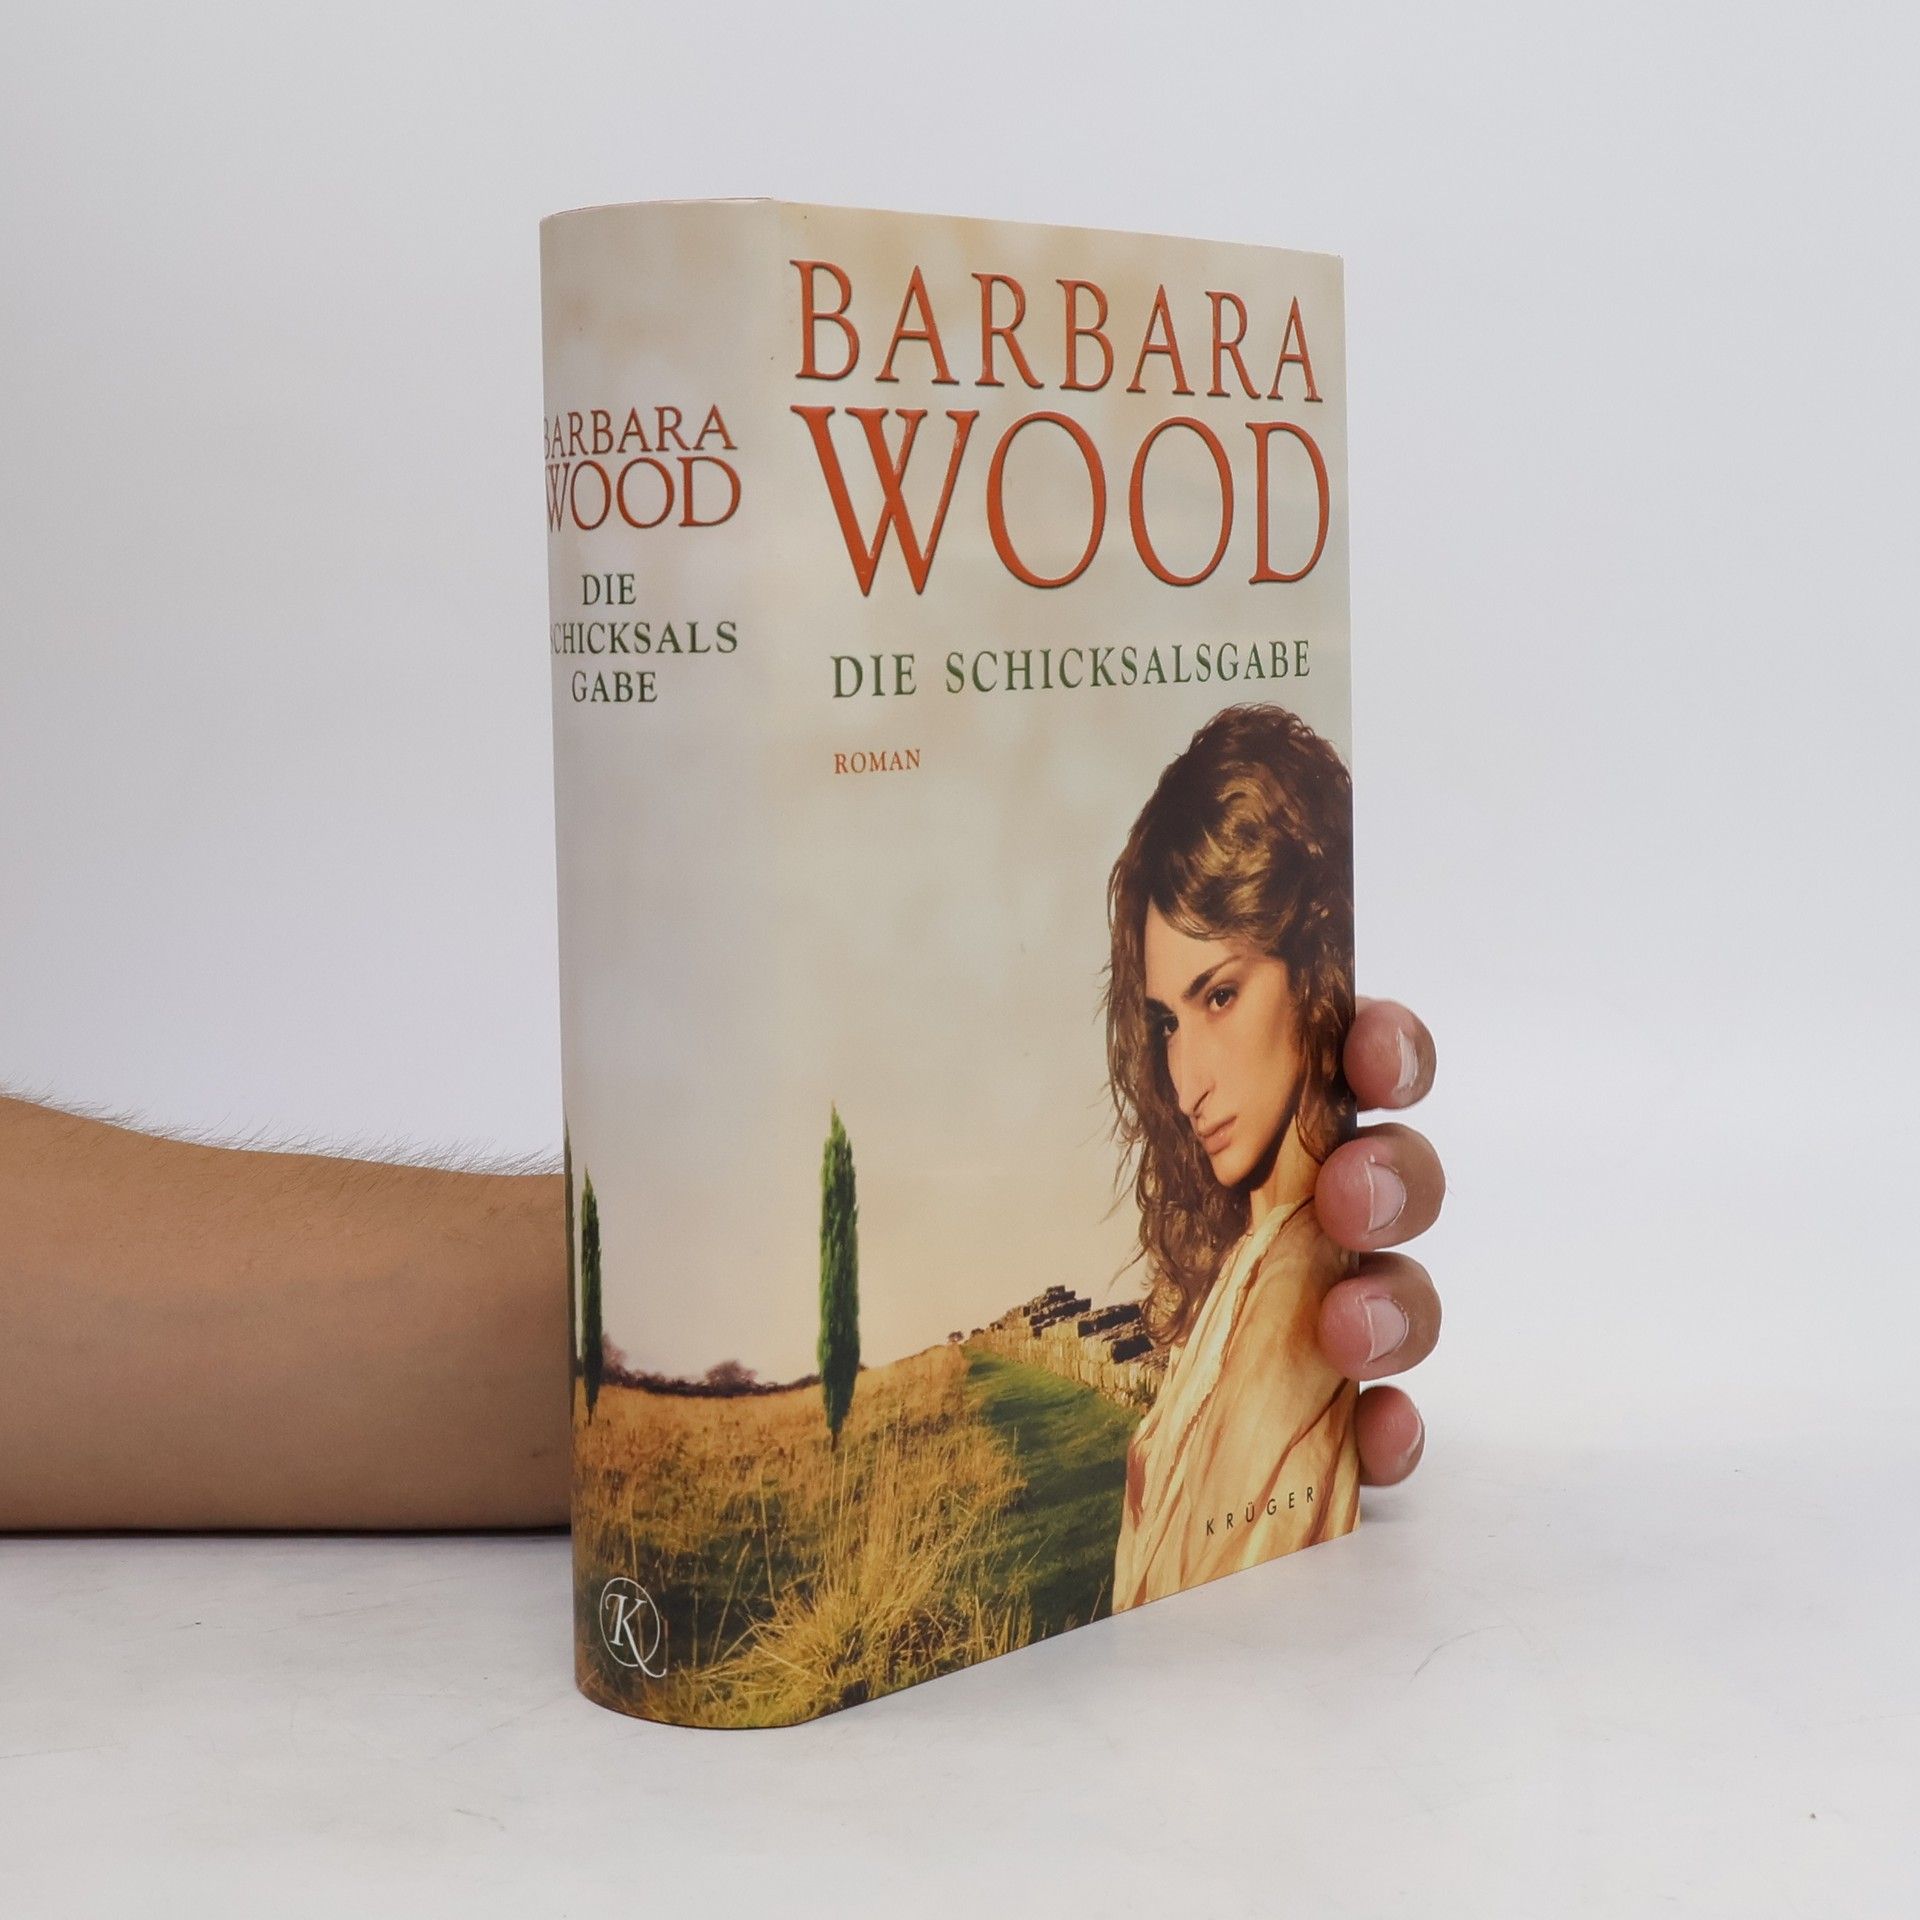 BARBARA
WOOD
DIE
SCHICKSALS
GABE
K
BARBARA
WOOD
DIE SCHICKSALSGABE
ROMAN
KRÜGER